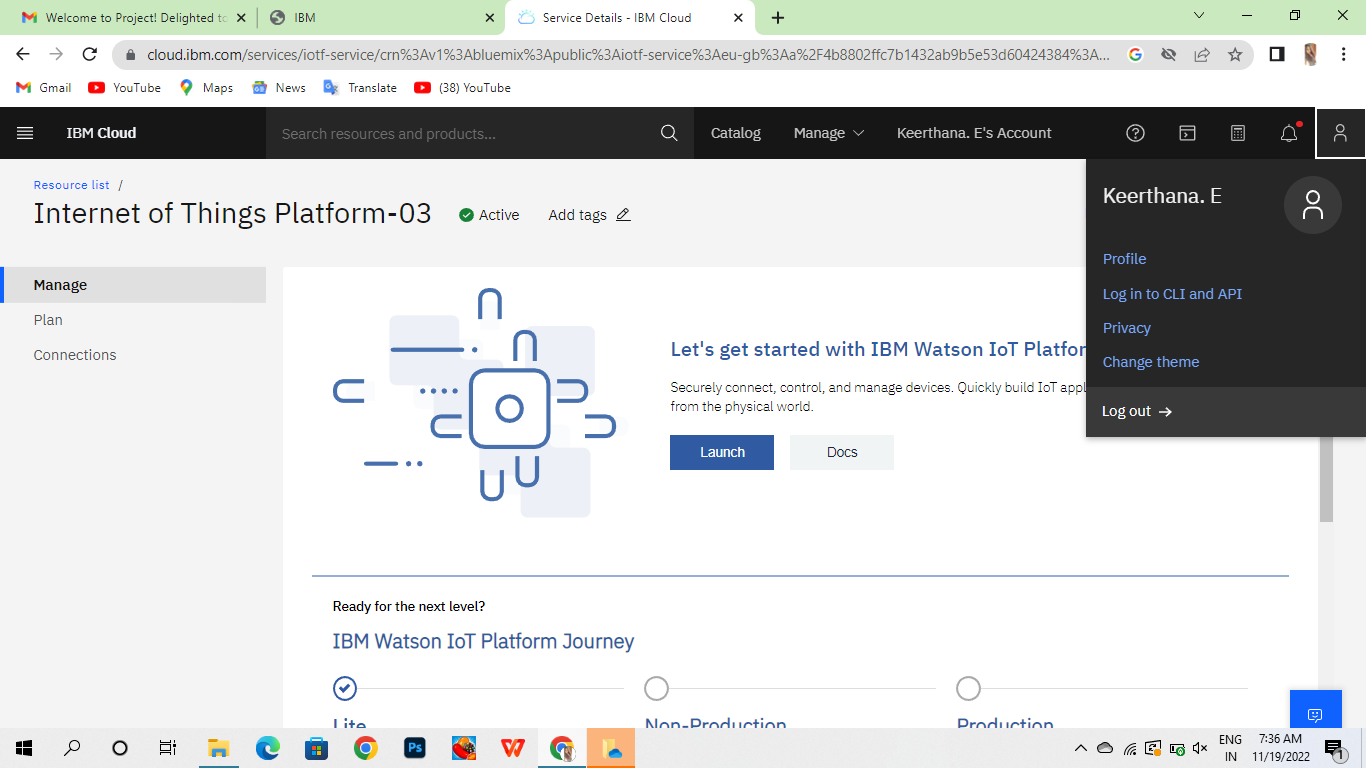 Welcome to Project! Delighted to
IBM
Service Details - IBM Cloud
cloud.ibm.com/services/iotf-service/crn%3Av1%3Abluemix%3Apublic%3Aiotf-service%3Aeu-gb%3Aa%2F4b8802ffc7b1432ab9b5e53d60424384%3A...
Gmail
YouTube
Maps
News
Translate
(38) YouTube
IBM Cloud
Search resources and products...
Catalog
Manage
Keerthana. E's Account
Resource list /
Internet of Things Platform-03
Active
Add tags
Keerthana. E
Profile
Log in to CLI and API
Privacy
Change theme
Log out
Manage
Plan
Connections
Let's get started with IBM Watson IoT Platfor
Securely connect, control, and manage devices. Quickly build IoT appl
from the physical world.
Launch
Docs
Ready for the next level?
IBM Watson IoT Platform Journey
Lite
Non-Production
Production
Ps
W
ENG
IN
7:36 AM
11/19/2022
1